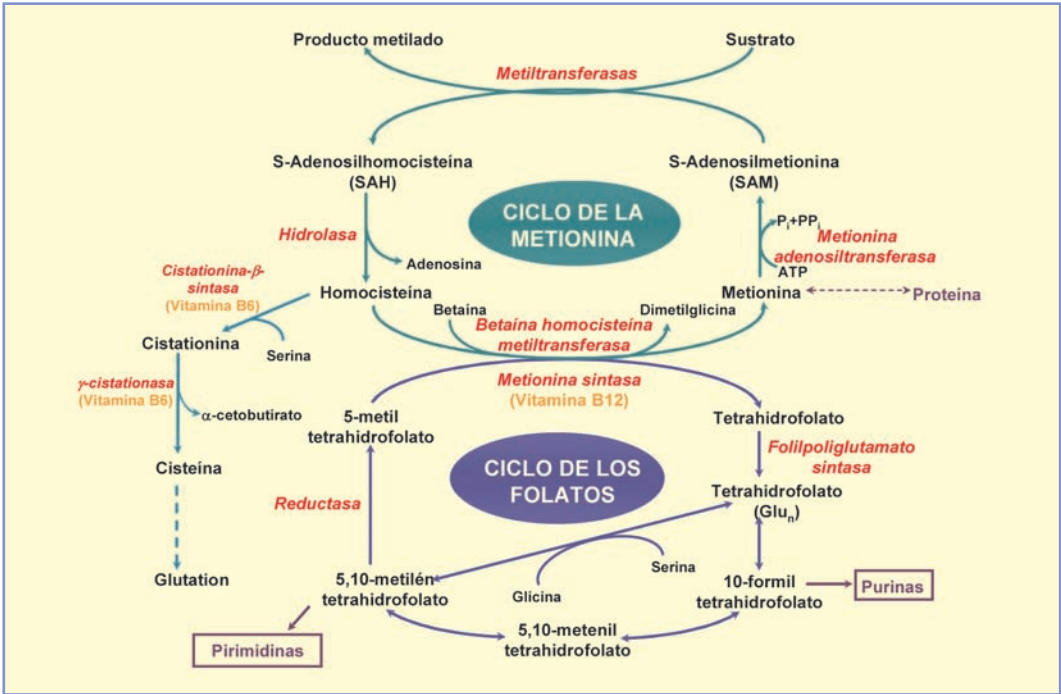 Producto metilado
Sustrato
Metiltransferasas
S-Adenosilhomocisteína
(SAH)
S-Adenosilmetionina
(SAM)
CICLO DE LA
METIONINA
Hidrolasa
Pi+PPi
Metionina
adenosiltransferasa
Adenosina
ATP
Cistationina-β-
sintasa
(Vitamina B6)
Homocisteína
Metionina
Proteina
Betaína
Dimetilglicina
Betaína homocisteína
metiltransferasa
Cistationina
Serina
Metionina sintasa
(Vitamina B12)
γ-cistationasa
(Vitamina B6)
α-cetobutirato
5-metil
tetrahidrofolato
Tetrahidrofolato
Folilpoliglutamato
sintasa
Cisteína
CICLO DE LOS
FOLATOS
Reductasa
Tetrahidrofolato
(Glun)
Serina
Glicina
Glutation
5,10-metilén
tetrahidrofolato
10-formil
tetrahidrofolato
Purinas
5,10-metenil
tetrahidrofolato
Pirimidinas